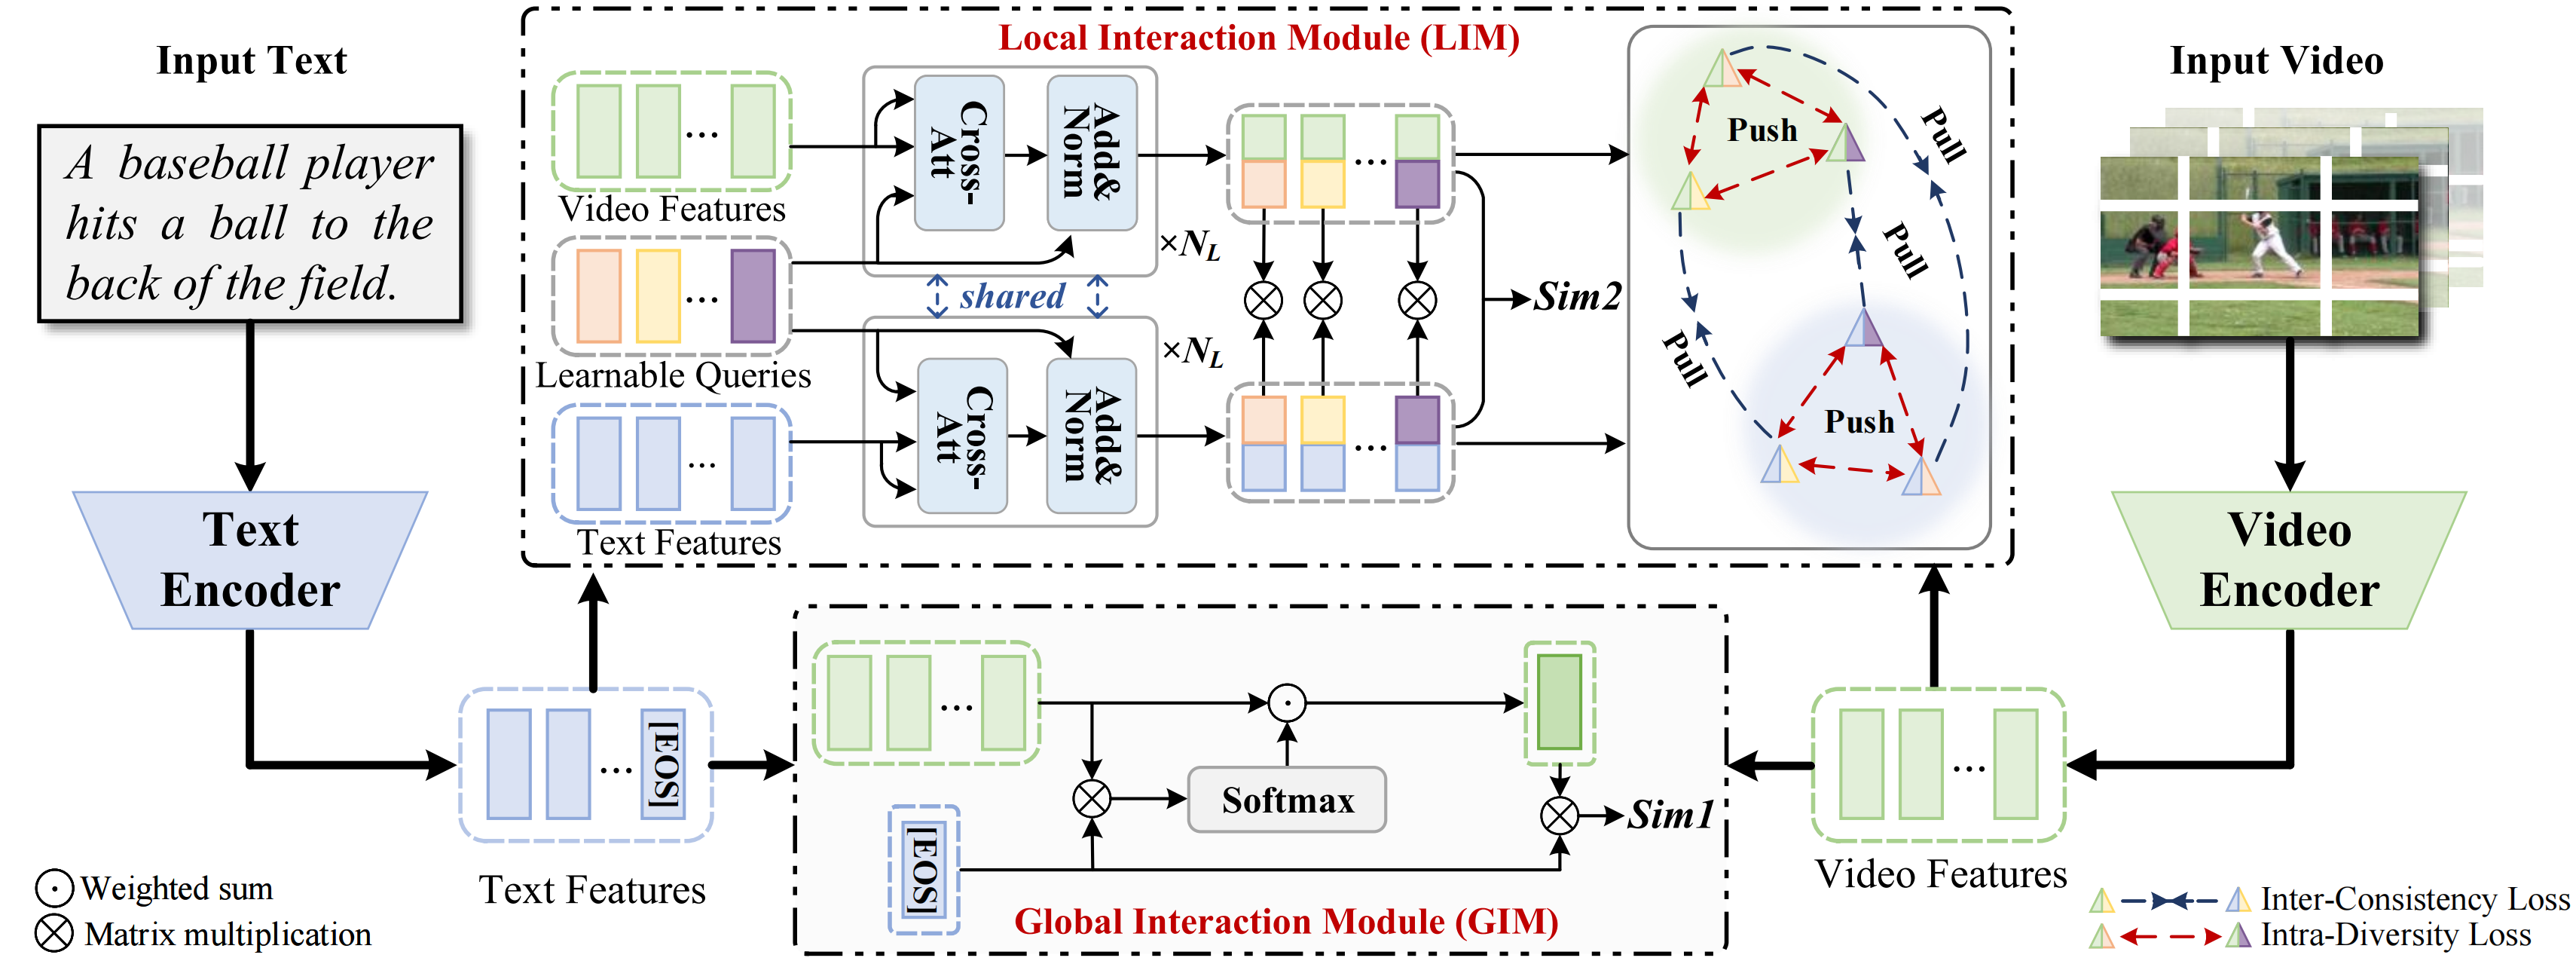 Input Text
A baseball player
hits a ball to the
back of the field.
Text
Encoder
Local Interaction Module (LIM)
Video Features
Learnable Queries
Text Features
Cross-
Att
Add&
Norm
×N_L
shared
Cross-
Att
Add&
Norm
×N_L
...
Sim2
Push
Pull
Pull
Pull
Push
Input Video
Video
Encoder
[EOS]
Text Features
[EOS]
Softmax
Sim1
Global Interaction Module (GIM)
Video Features
Weighted sum
Matrix multiplication
Inter-Consistency Loss
Intra-Diversity Loss